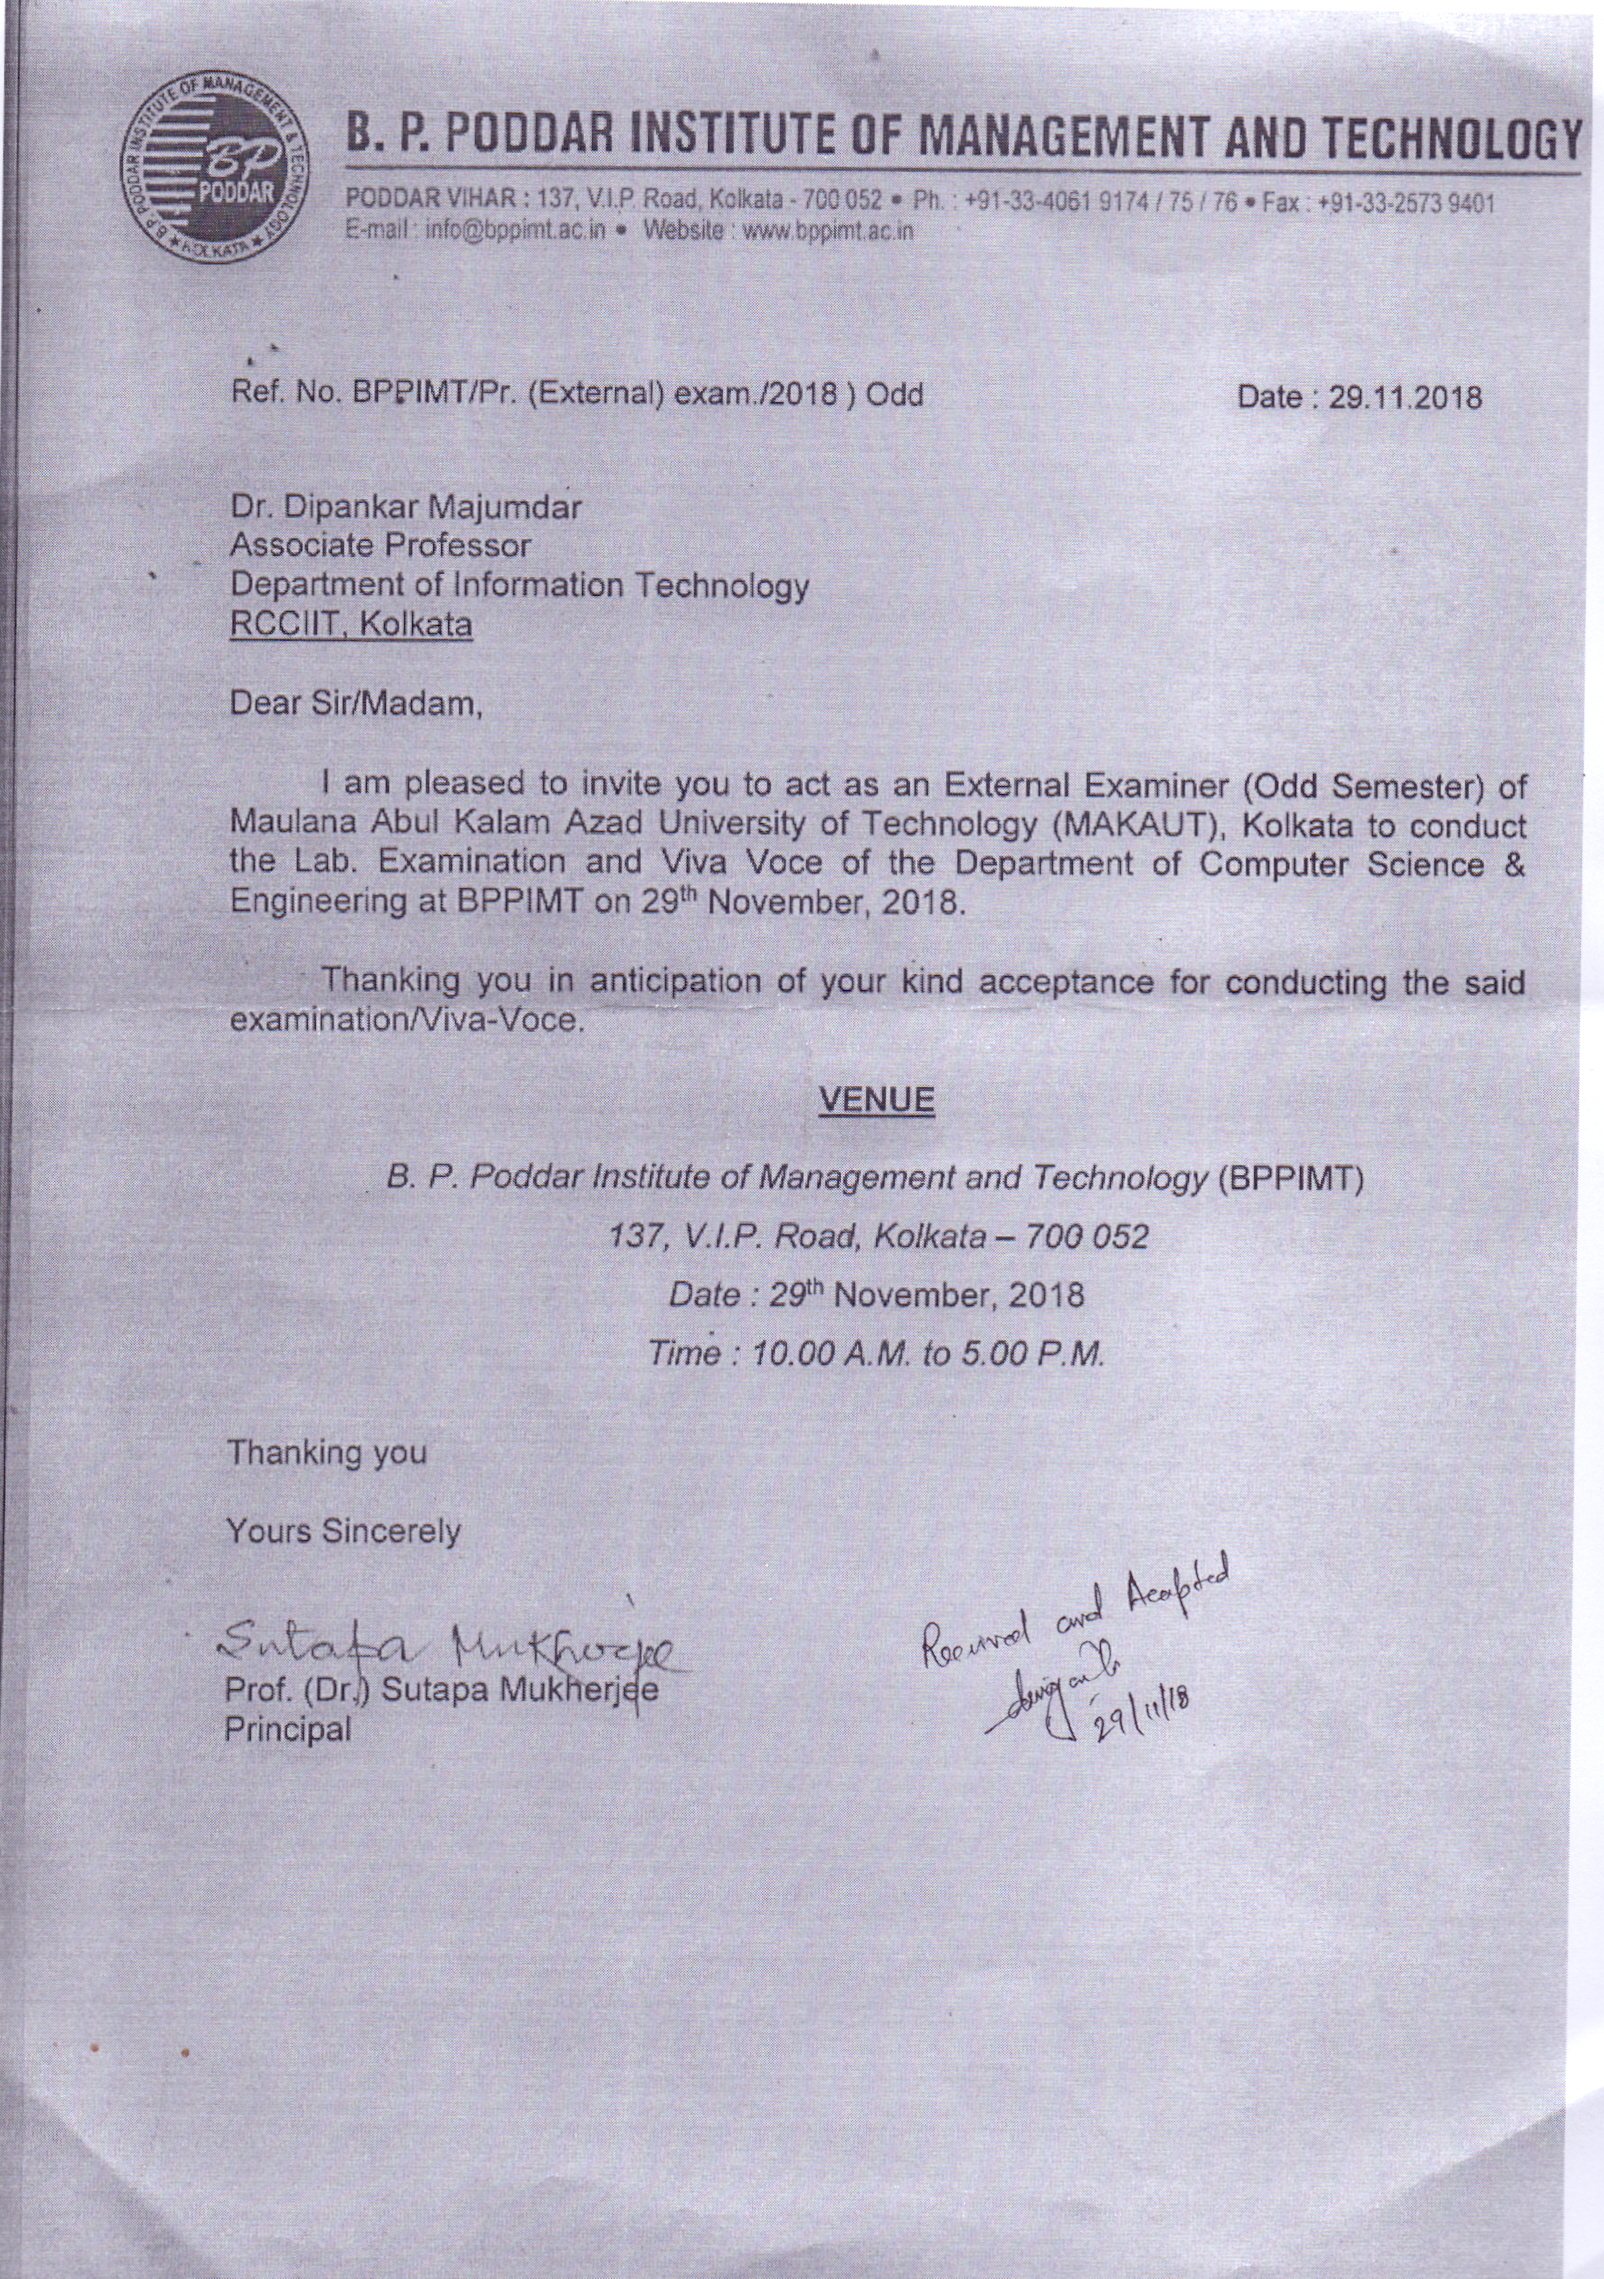 B. P. PODDAR INSTITUTE OF MANAGEMENT & TECHNOLOGY
★ KOLKATA ★
BP
PODDAR
B. P. PODDAR INSTITUTE OF MANAGEMENT AND TECHNOLOGY
PODDAR VIHAR : 137, V.I.P. Road, Kolkata - 700 052 ● Ph. : +91-33-4061 9174 / 75 / 76 ● Fax : +91-33-2573 9401
E-mail : info@bppimt.ac.in ● Website : www.bppimt.ac.in
Ref. No. BPPIMT/Pr. (External) exam./2018 ) Odd Date : 29.11.2018
Dr. Dipankar Majumdar
Associate Professor
Department of Information Technology
RCCIIT, Kolkata
Dear Sir/Madam,
I am pleased to invite you to act as an External Examiner (Odd Semester) of
Maulana Abul Kalam Azad University of Technology (MAKAUT), Kolkata to conduct
the Lab. Examination and Viva Voce of the Department of Computer Science &
Engineering at BPPIMT on 29th November, 2018.
Thanking you in anticipation of your kind acceptance for conducting the said
examination/Viva-Voce.
VENUE
B. P. Poddar Institute of Management and Technology (BPPIMT)
137, V.I.P. Road, Kolkata – 700 052
Date : 29th November, 2018
Time : 10.00 A.M. to 5.00 P.M.
Thanking you
Yours Sincerely
Sutapa Mukherjee
Prof. (Dr.) Sutapa Mukherjee
Principal
Received and Accepted
29/11/18